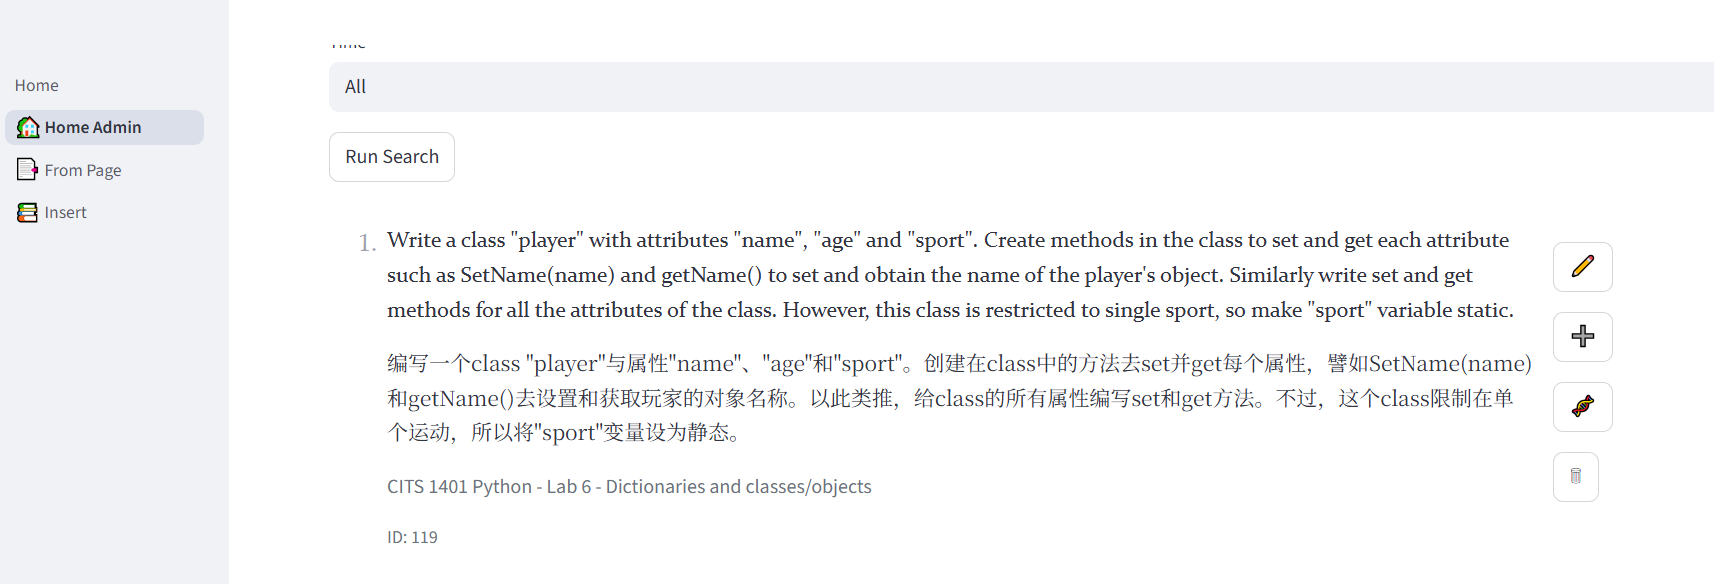 Home
Home Admin
From Page
Insert
Time
All
Run Search
1. Write a class "player" with attributes "name", "age" and "sport". Create methods in the class to set and get each attribute
such as SetName(name) and getName() to set and obtain the name of the player's object. Similarly write set and get
methods for all the attributes of the class. However, this class is restricted to single sport, so make "sport" variable static.
编写一个class "player"与属性"name"、"age"和"sport"。创建在class中的方法去set并get每个属性，譬如SetName(name)
和getName()去设置和获取玩家的对象名称。以此类推，给class的所有属性编写set和get方法。不过，这个class限制在单
个运动，所以将"sport"变量设为静态。
CITS 1401 Python - Lab 6 - Dictionaries and classes/objects
ID: 119